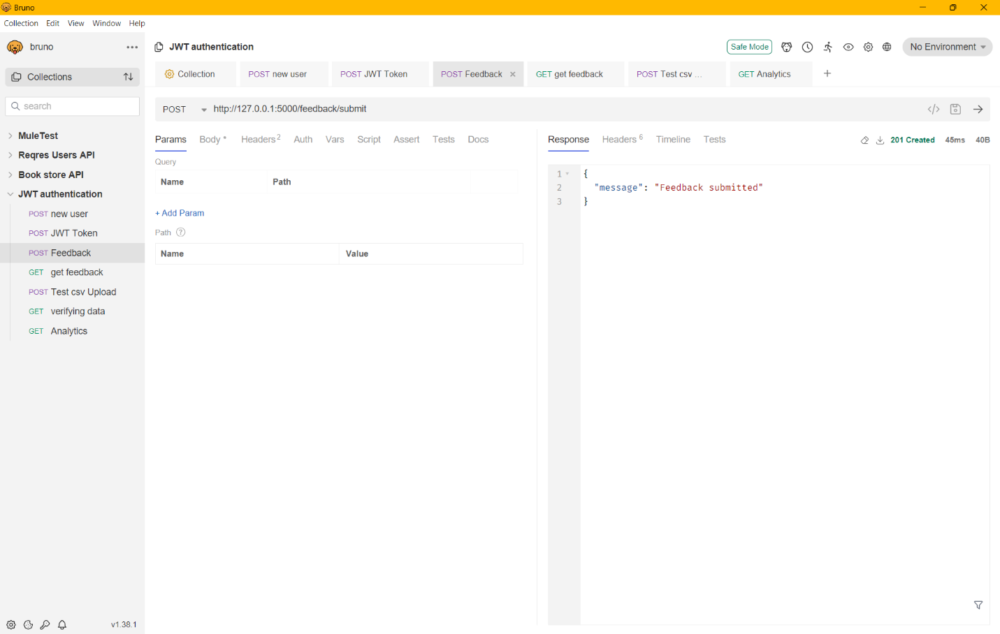 Bruno
Collection Edit View Window Help
bruno
JWT authentication
Safe Mode
No Environment
Collections
Collection
POST new user
POST JWT Token
POST Feedback
GET get feedback
POST Test csv ...
GET Analytics
search
POST
http://127.0.0.1:5000/feedback/submit
MuleTest
Reqres Users API
Book store API
JWT authentication
POST new user
POST JWT Token
POST Feedback
GET get feedback
POST Test csv Upload
GET verifying data
GET Analytics
Params Body Headers 2 Auth Vars Script Assert Tests Docs
Query
Name Path
+ Add Param
Path ?
Name Value
Response Headers 6 Timeline Tests
201 Created 45ms 40B
1 {
2 "message": "Feedback submitted"
3 }
v1.38.1